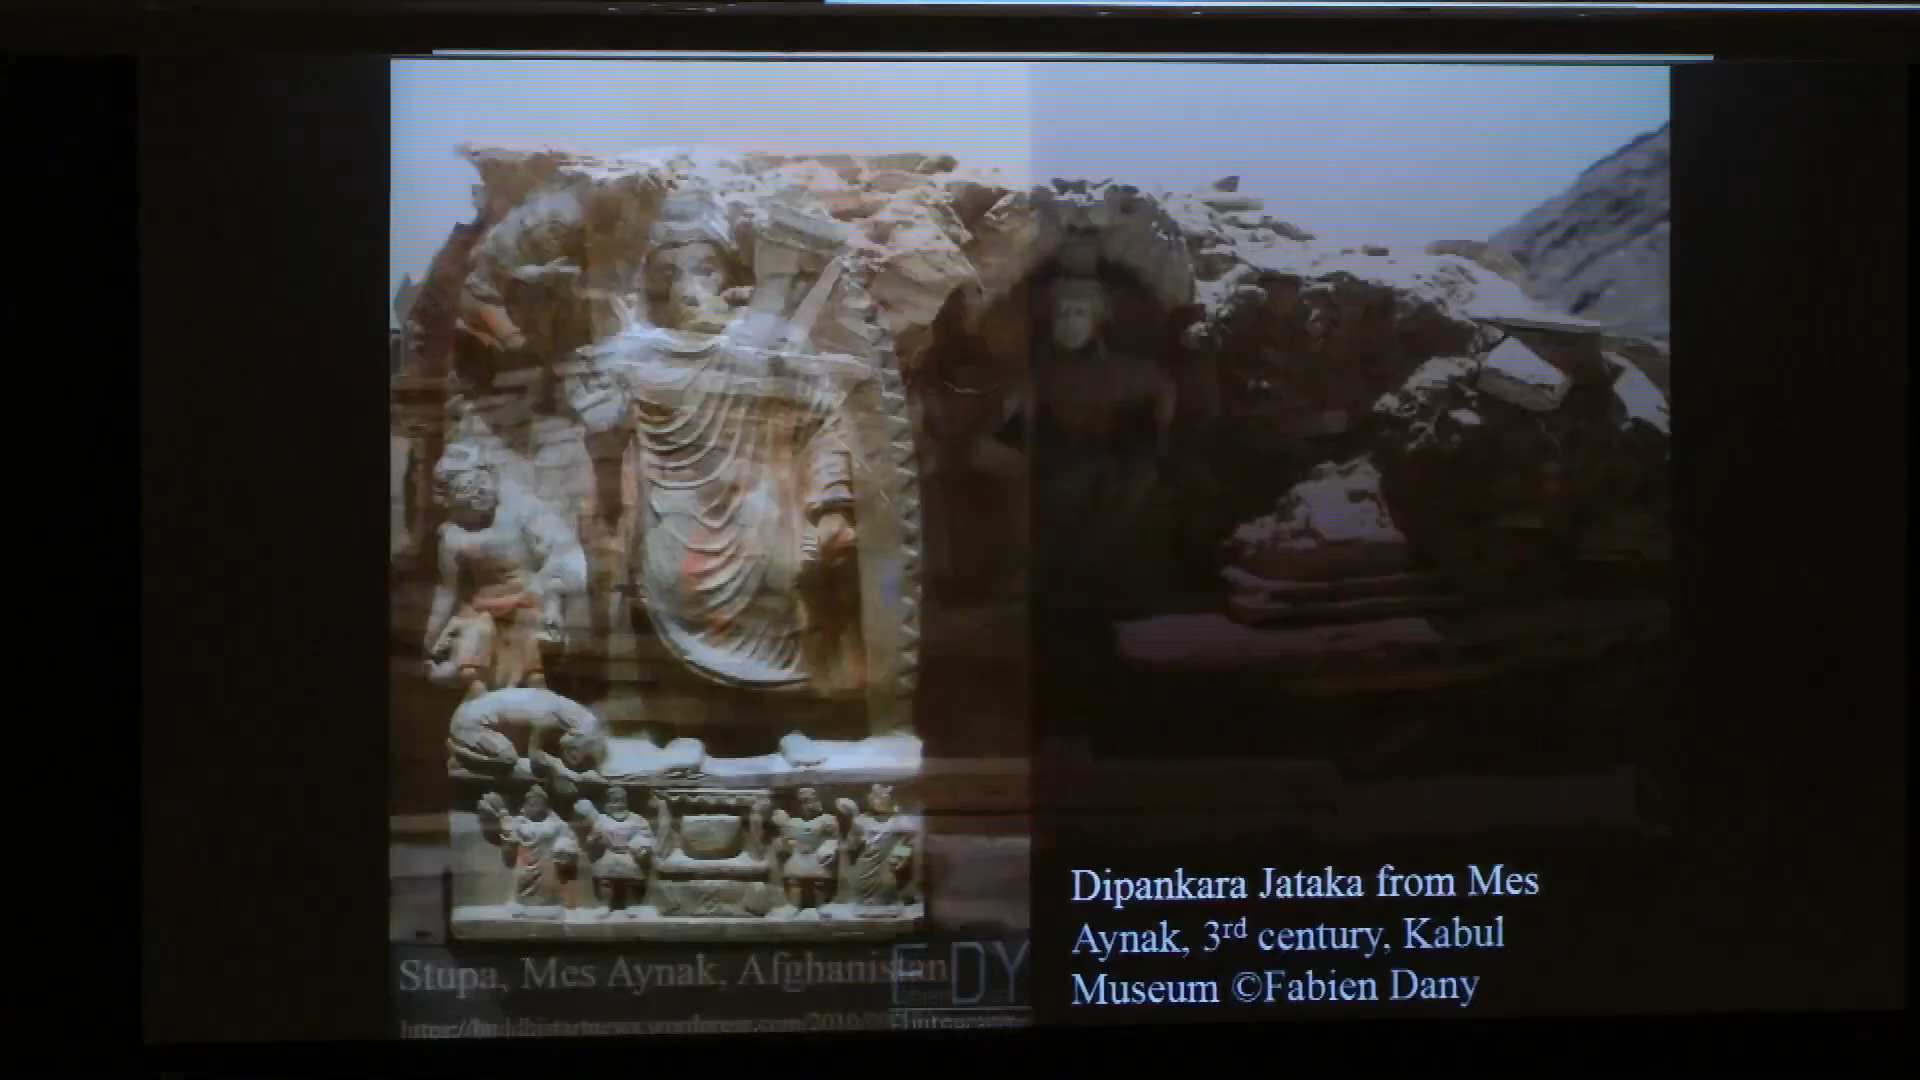 Dipankara Jataka from Mes
Aynak, 3rd century, Kabul
Museum ©Fabien Dany
Stupa, Mes Aynak, Afghanistan